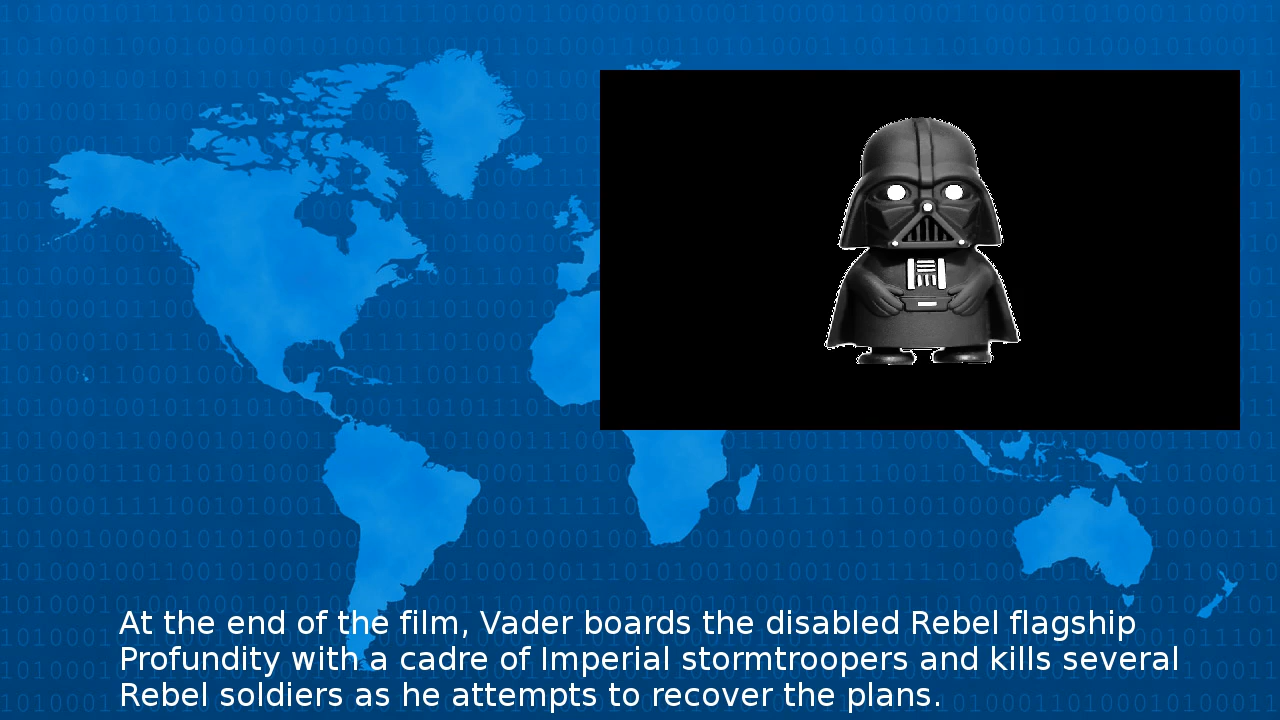 At the end of the film, Vader boards the disabled Rebel flagship
Profundity with a cadre of Imperial stormtroopers and kills several
Rebel soldiers as he attempts to recover the plans.